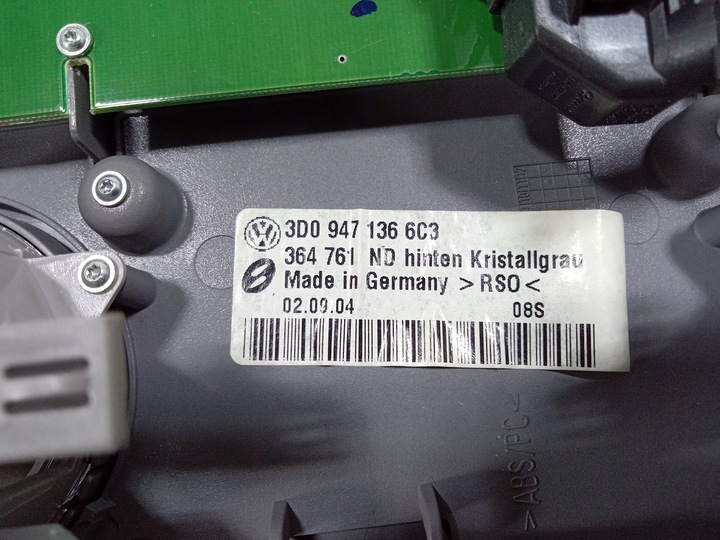 3D0 947 136 6C3
364 761 ND hinten Kristallgrau
Made in Germany >RSO<
02.09.04 08S
>ABS/PC<